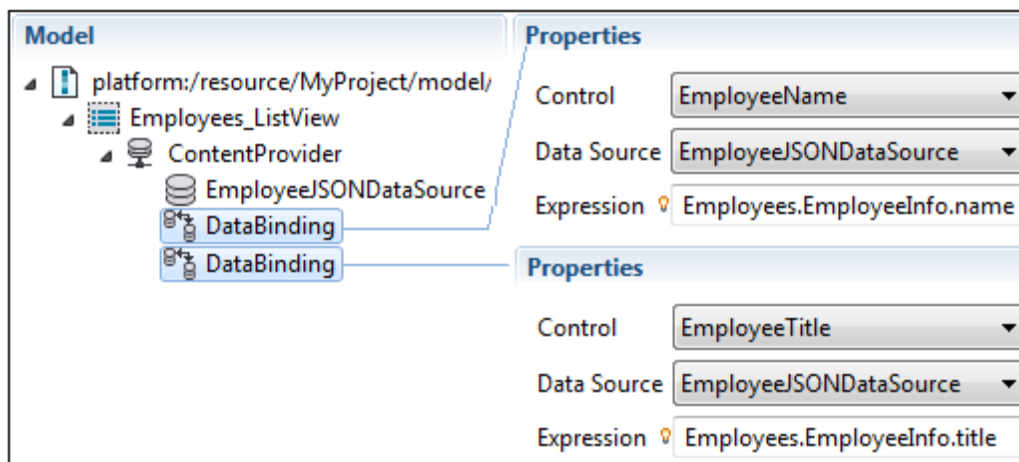 Model
platform:/resource/MyProject/model/
Employees_ListView
ContentProvider
EmployeeJSONDataSource
DataBinding
DataBinding
Properties
Control EmployeeName
Data Source EmployeeJSONDataSource
Expression Employees.EmployeeInfo.name
Properties
Control EmployeeTitle
Data Source EmployeeJSONDataSource
Expression Employees.EmployeeInfo.title